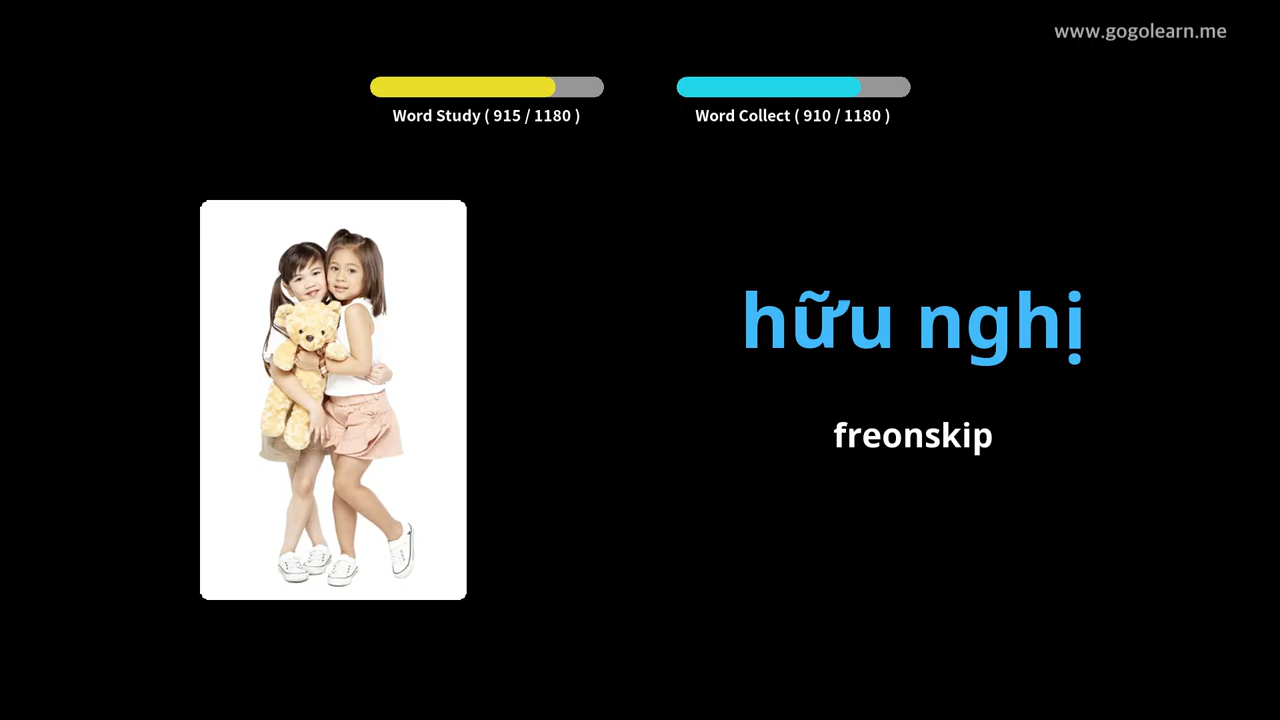 www.gogolearn.me
Word Study ( 915 / 1180 )
Word Collect ( 910 / 1180 )
hữu nghị
freonskip